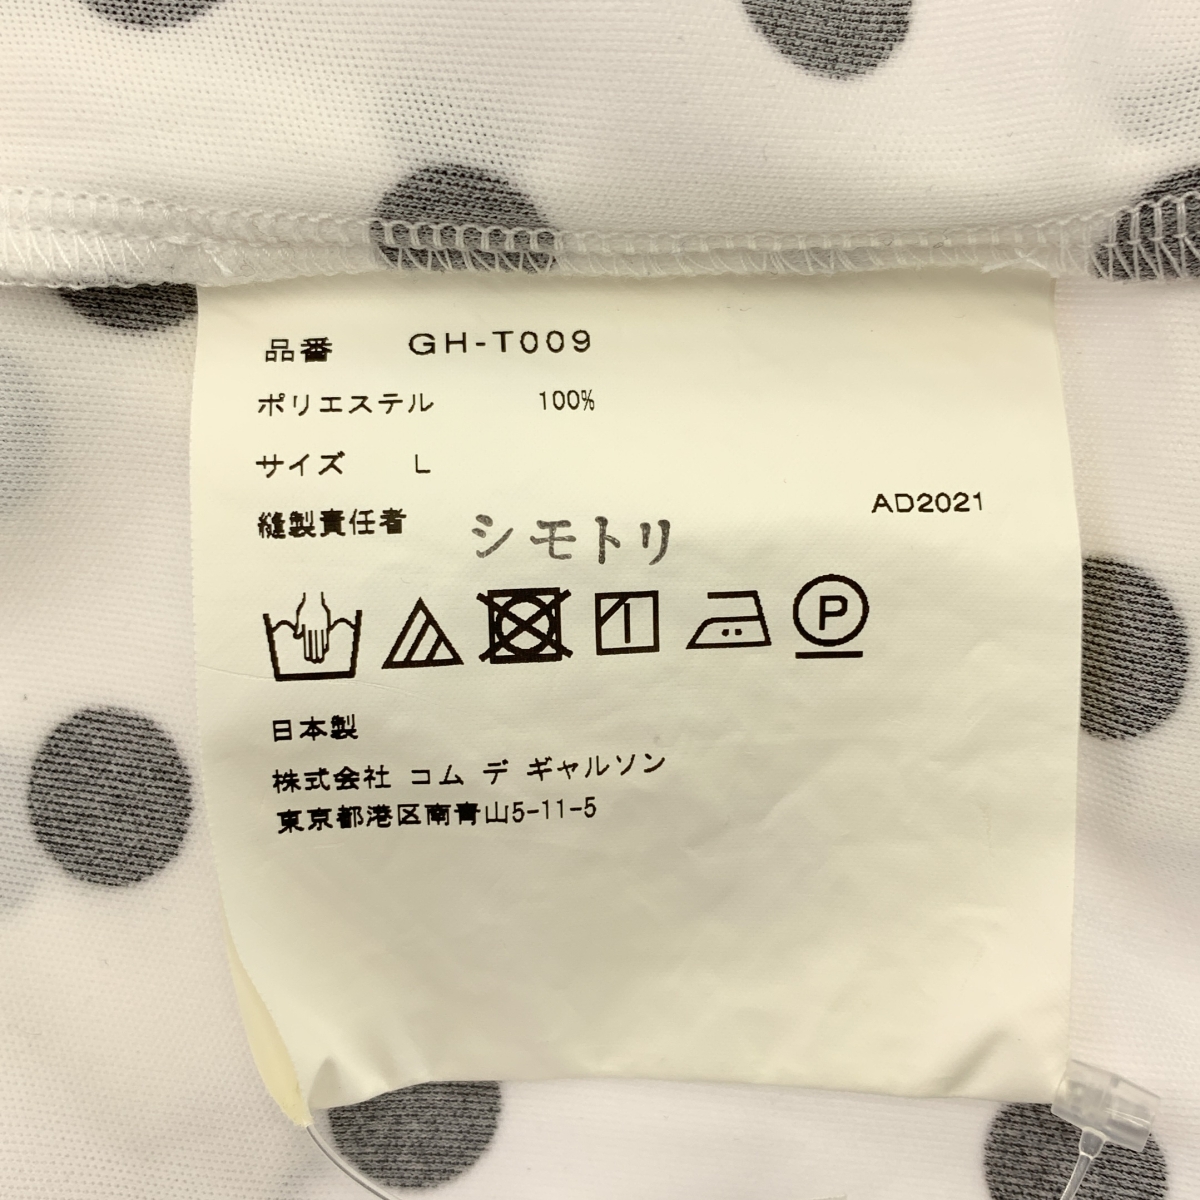 品番 GH-T009
ポリエステル 100%
サイズ L
AD2021
縫製責任者 シモトリ
P
日本製
株式会社 コム デ ギャルソン
東京都港区南青山5-11-5